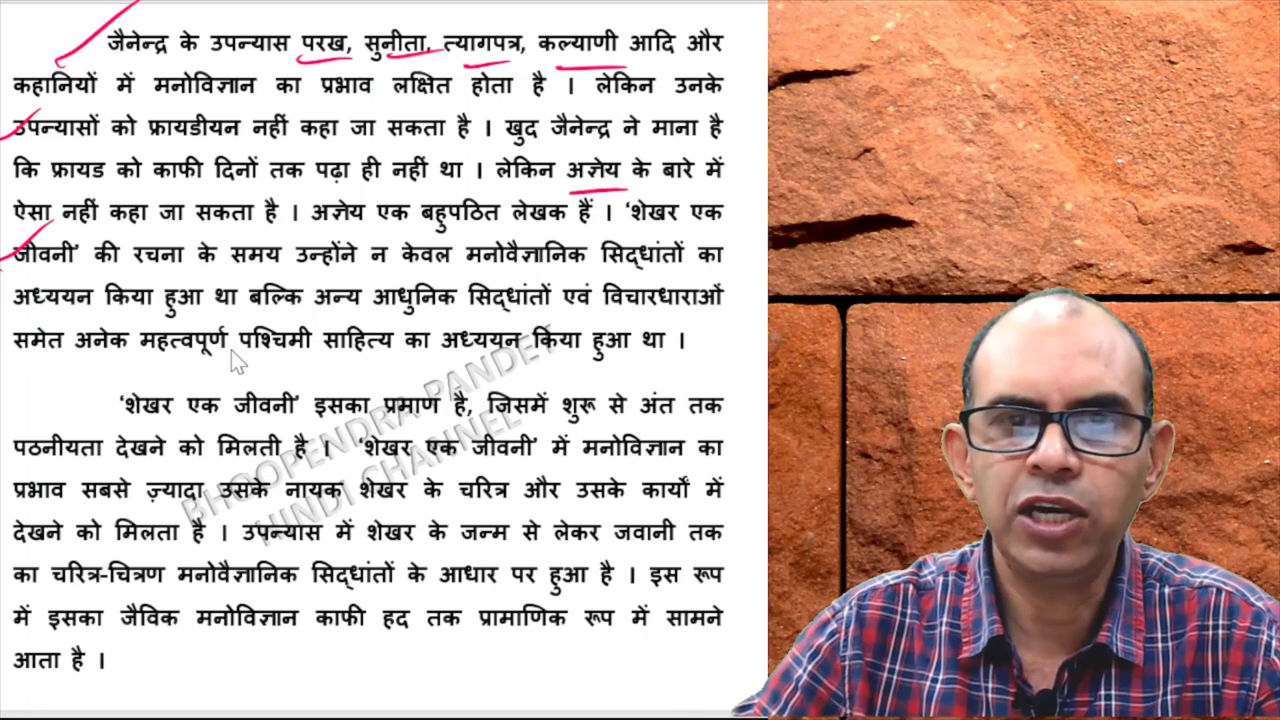 जैनेन्द्र के उपन्यास परख, सुनीता, त्यागपत्र, कल्याणी आदि और
कहानियों में मनोविज्ञान का प्रभाव लक्षित होता है । लेकिन उनके
उपन्यासों को फ्रायडीयन नहीं कहा जा सकता है । खुद जैनेन्द्र ने माना है
कि फ्रायड को काफी दिनों तक पढ़ा ही नहीं था । लेकिन अज्ञेय के बारे में
ऐसा नहीं कहा जा सकता है । अज्ञेय एक बहुपठित लेखक हैं । ‘शेखर एक
जीवनी’ की रचना के समय उन्होंने न केवल मनोवैज्ञानिक सिद्धांतों का
अध्ययन किया हुआ था बल्कि अन्य आधुनिक सिद्धांतों एवं विचारधाराओं
समेत अनेक महत्वपूर्ण पश्चिमी साहित्य का अध्ययन किया हुआ था ।
‘शेखर एक जीवनी’ इसका प्रमाण है, जिसमें शुरू से अंत तक
पठनीयता देखने को मिलती है । ‘शेखर एक जीवनी’ में मनोविज्ञान का
प्रभाव सबसे ज़्यादा उसके नायक शेखर के चरित्र और उसके कार्यों में
देखने को मिलता है । उपन्यास में शेखर के जन्म से लेकर जवानी तक
का चरित्र-चित्रण मनोवैज्ञानिक सिद्धांतों के आधार पर हुआ है । इस रूप
में इसका जैविक मनोविज्ञान काफी हद तक प्रामाणिक रूप में सामने
आता है ।
BHOOPENDRA PANDEY
HINDI CHANNEL